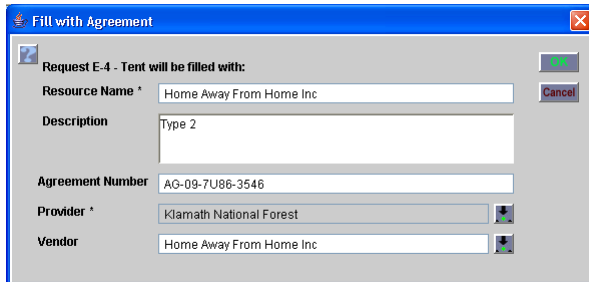 Fill with Agreement
Request E-4 - Tent will be filled with:
OK
Resource Name * Home Away From Home Inc
Cancel
Description Type 2
Agreement Number AG-09-7U86-3546
Provider * Klamath National Forest
Vendor Home Away From Home Inc